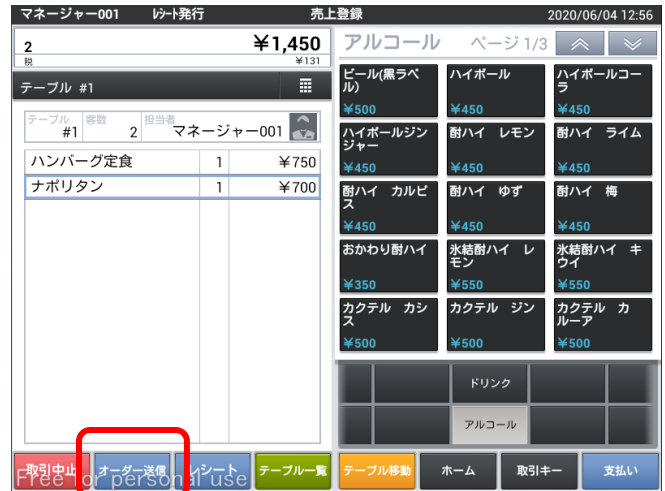 マネージャー001 ﾚｼｰﾄ発行 売上登録 2020/06/04 12:56
2 ¥1,450
税 ¥131
テーブル #1
テーブル #1 客数 2 担当者 マネージャー001
ハンバーグ定食 1 ¥750
ナポリタン 1 ¥700
アルコール ページ 1/3
ビール(黒ラベ
ル)
¥500
ハイボール
¥450
ハイボールコー
ラ
¥450
ハイボールジン
ジャー
¥450
酎ハイ レモン
¥450
酎ハイ ライム
¥450
酎ハイ カルピ
ス
¥450
酎ハイ ゆず
¥450
酎ハイ 梅
¥450
おかわり酎ハイ
¥350
氷結酎ハイ レ
モン
¥550
氷結酎ハイ キ
ウイ
¥550
カクテル カシ
ス
¥500
カクテル ジン
¥500
カクテル カ
ルーア
¥500
ドリンク
アルコール
取引中止 オーダー送信 レシート テーブル一覧 テーブル移動 ホーム 取引キー 支払い
Free for personal use